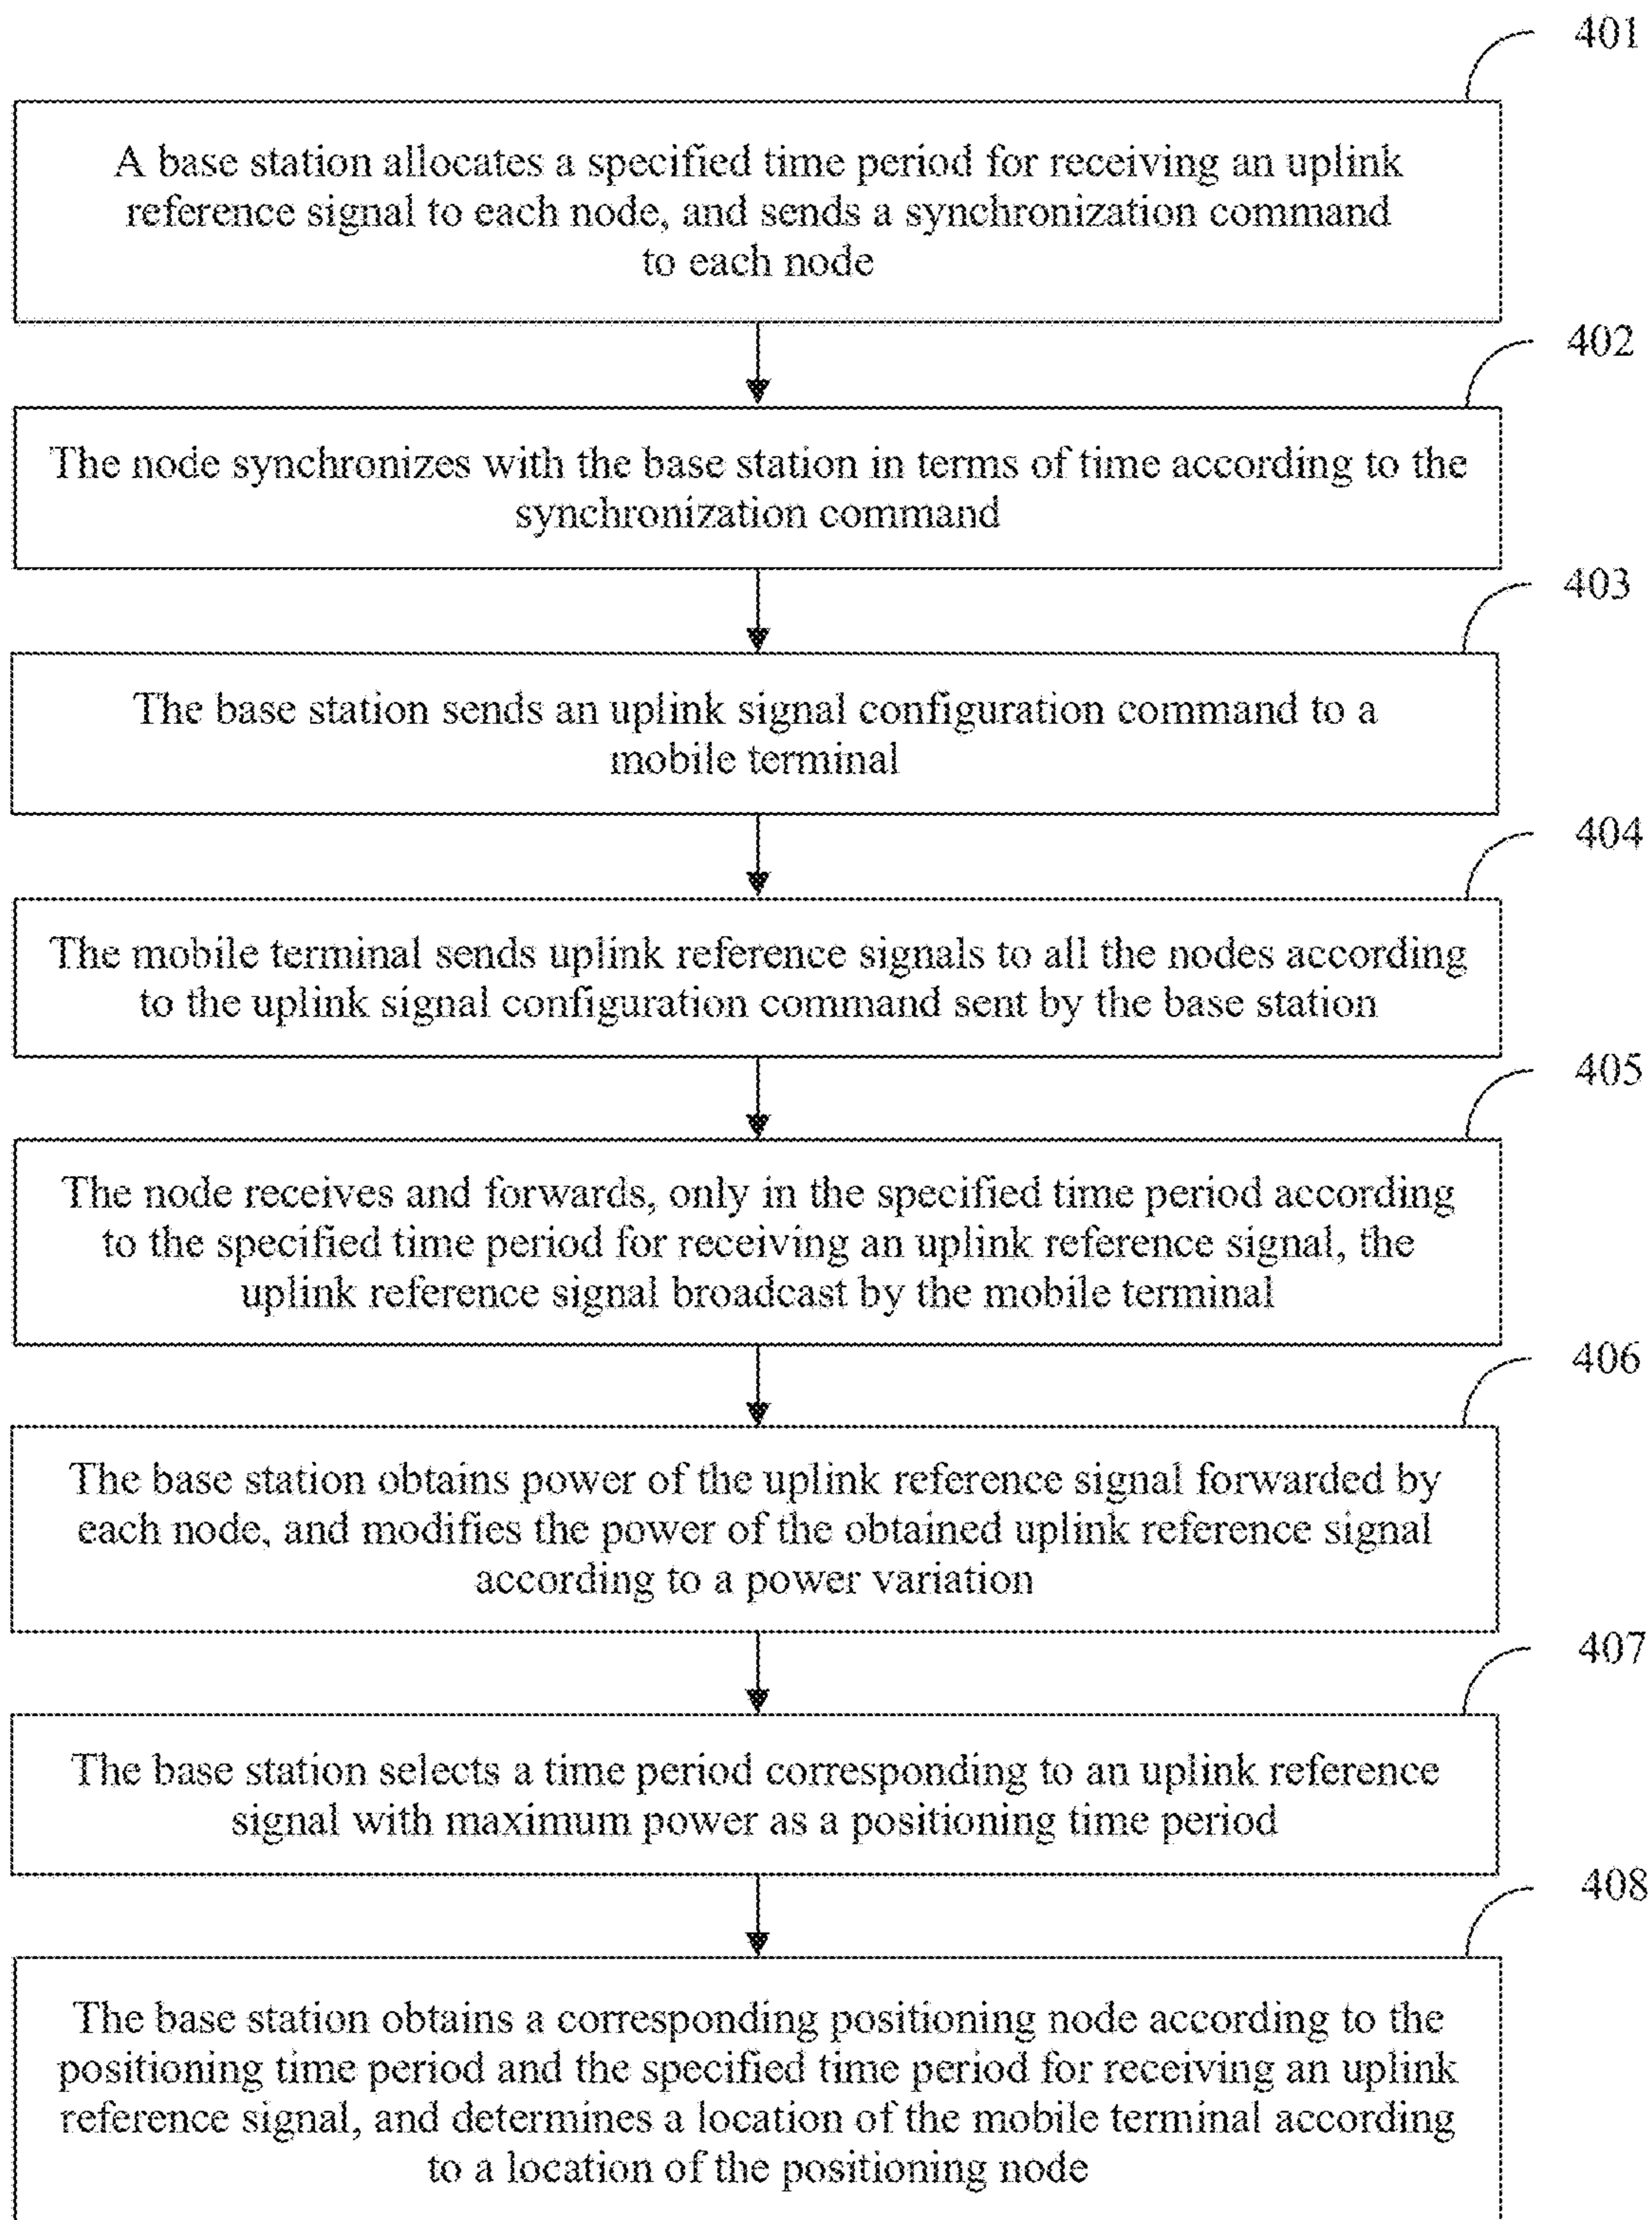 401
A base station allocates a specified time period for receiving an uplink
reference signal to each node, and sends a synchronization command
to each node
402
The node synchronizes with the base station in terms of time according to the
synchronization command
403
The base station sends an uplink signal configuration command to a
mobile terminal
404
The mobile terminal sends uplink reference signals to all the nodes according
to the uplink signal configuration command sent by the base station
405
The node receives and forwards, only in the specified time period according
to the specified time period for receiving an uplink reference signal, the
uplink reference signal broadcast by the mobile terminal
406
The base station obtains power of the uplink reference signal forwarded by
each node, and modifies the power of the obtained uplink reference signal
according to a power variation
407
The base station selects a time period corresponding to an uplink reference
signal with maximum power as a positioning time period
408
The base station obtains a corresponding positioning node according to the
positioning time period and the specified time period for receiving an uplink
reference signal, and determines a location of the mobile terminal according
to a location of the positioning node